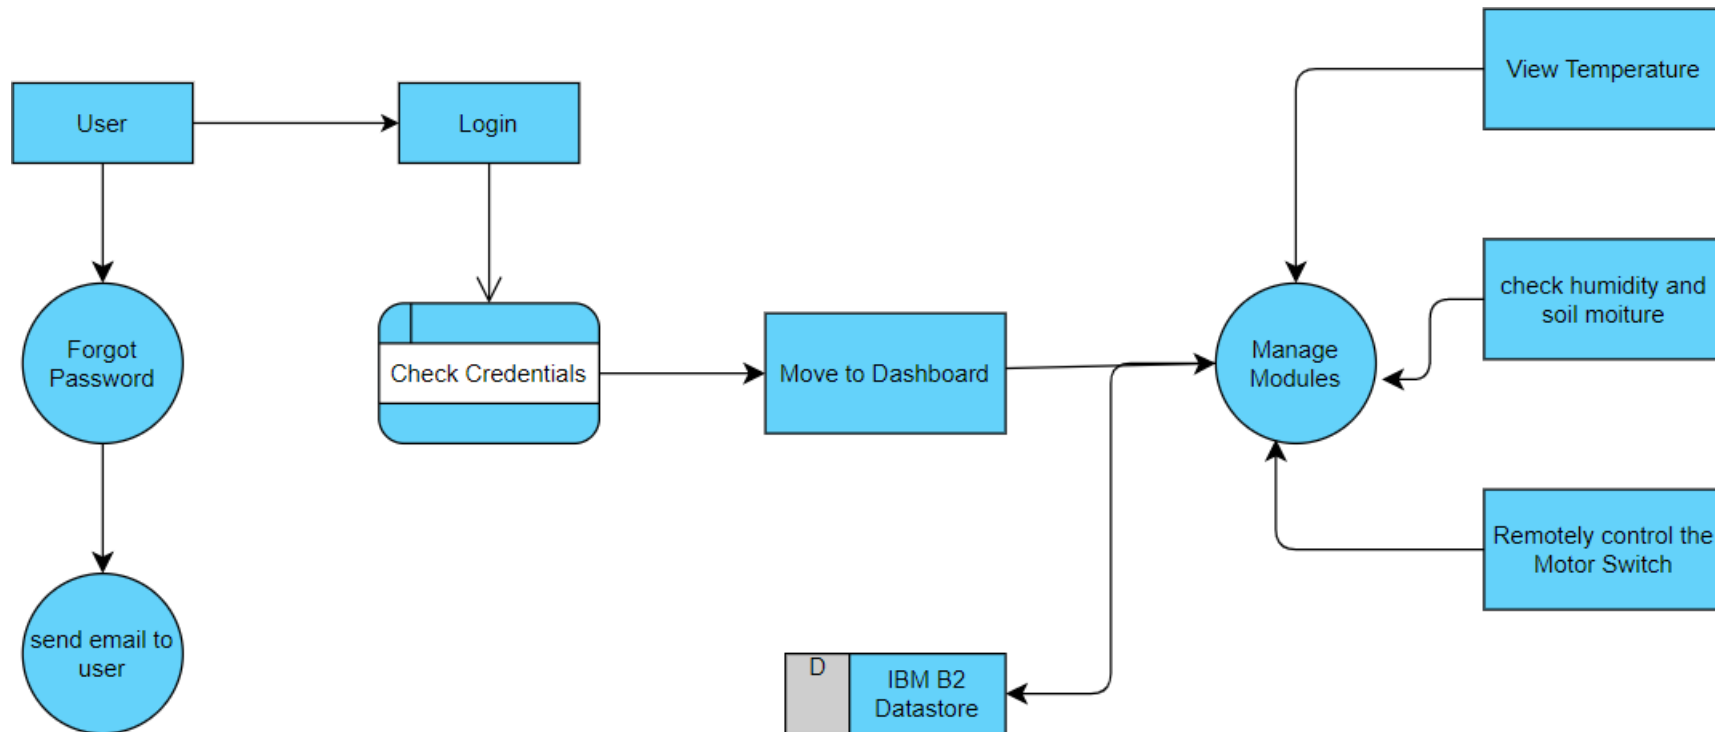 User
Login
View Temperature
Forgot
Password
Check Credentials
Move to Dashboard
Manage
Modules
check humidity and
soil moiture
Remotely control the
Motor Switch
send email to
user
D
IBM B2
Datastore